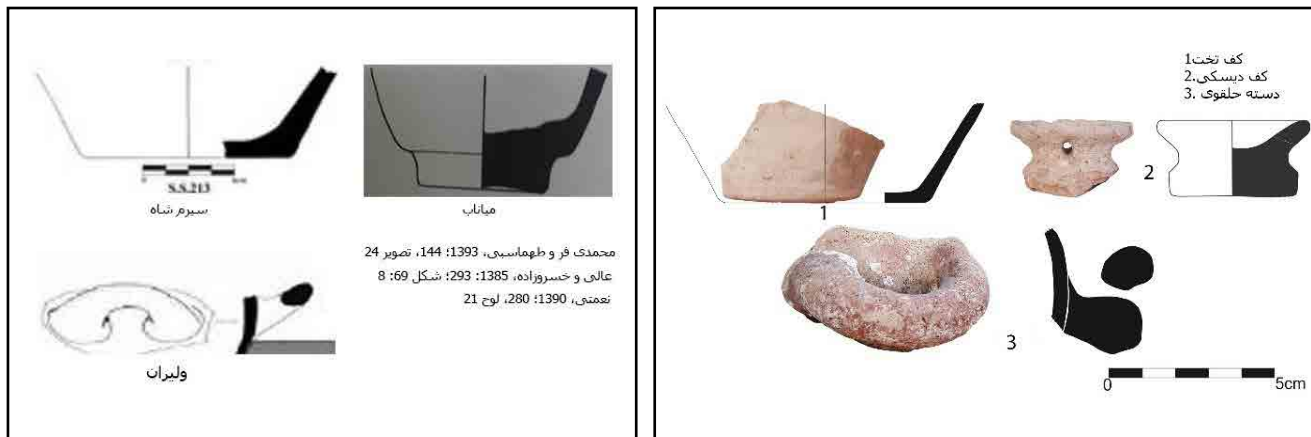 S.S.213
سیرم شاه
میاناب
محمدی فر و طهماسبی، 1393؛ 144، تصویر 24
عالی و خسروزاده، 1385: 293؛ شکل 69: 8
نعمتی، 1390؛ 280، لوح 21
ولیران
کف تخت1
کف دیسکی.2
دسته حلقوی .3
1
2
3
0 5cm